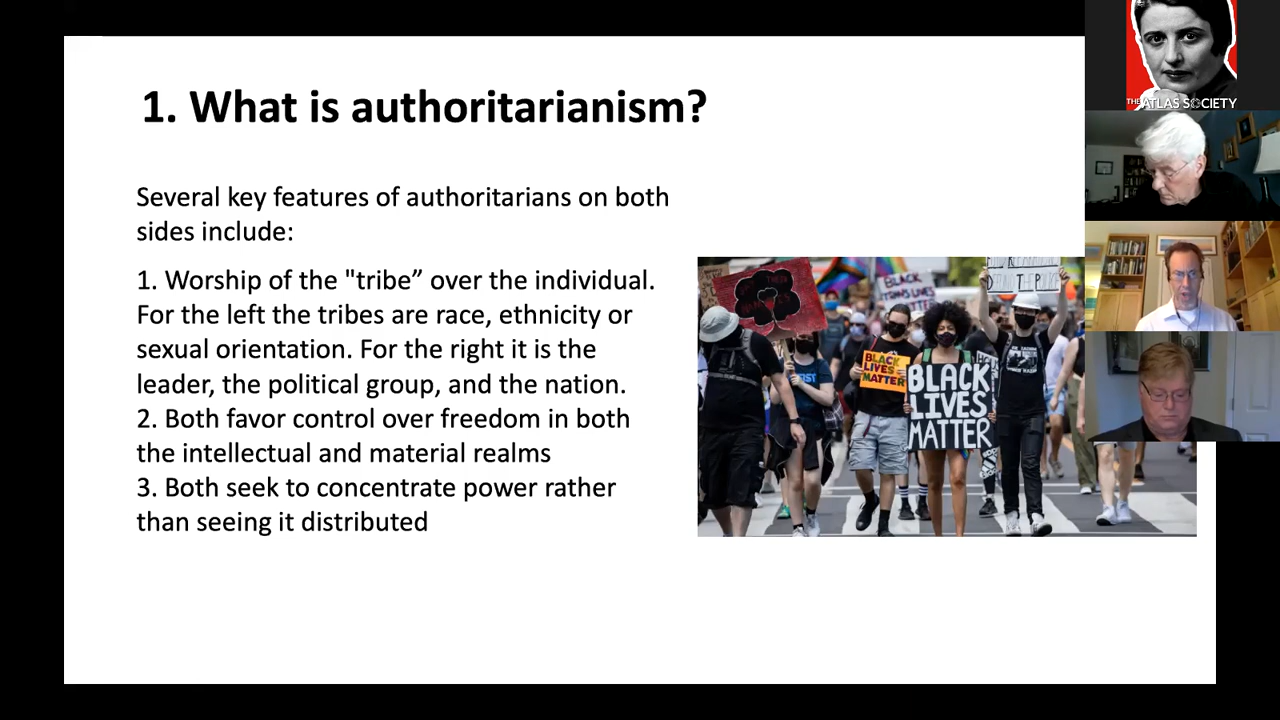 1. What is authoritarianism?
Several key features of authoritarians on both
sides include:
1. Worship of the "tribe” over the individual.
For the left the tribes are race, ethnicity or
sexual orientation. For the right it is the
leader, the political group, and the nation.
2. Both favor control over freedom in both
the intellectual and material realms
3. Both seek to concentrate power rather
than seeing it distributed
BLACK
TRANS LIVES
MATTER
BLACK
LIVES
MATTER
BLACK
LIVES
MATTER
THE ATLAS SOCIETY